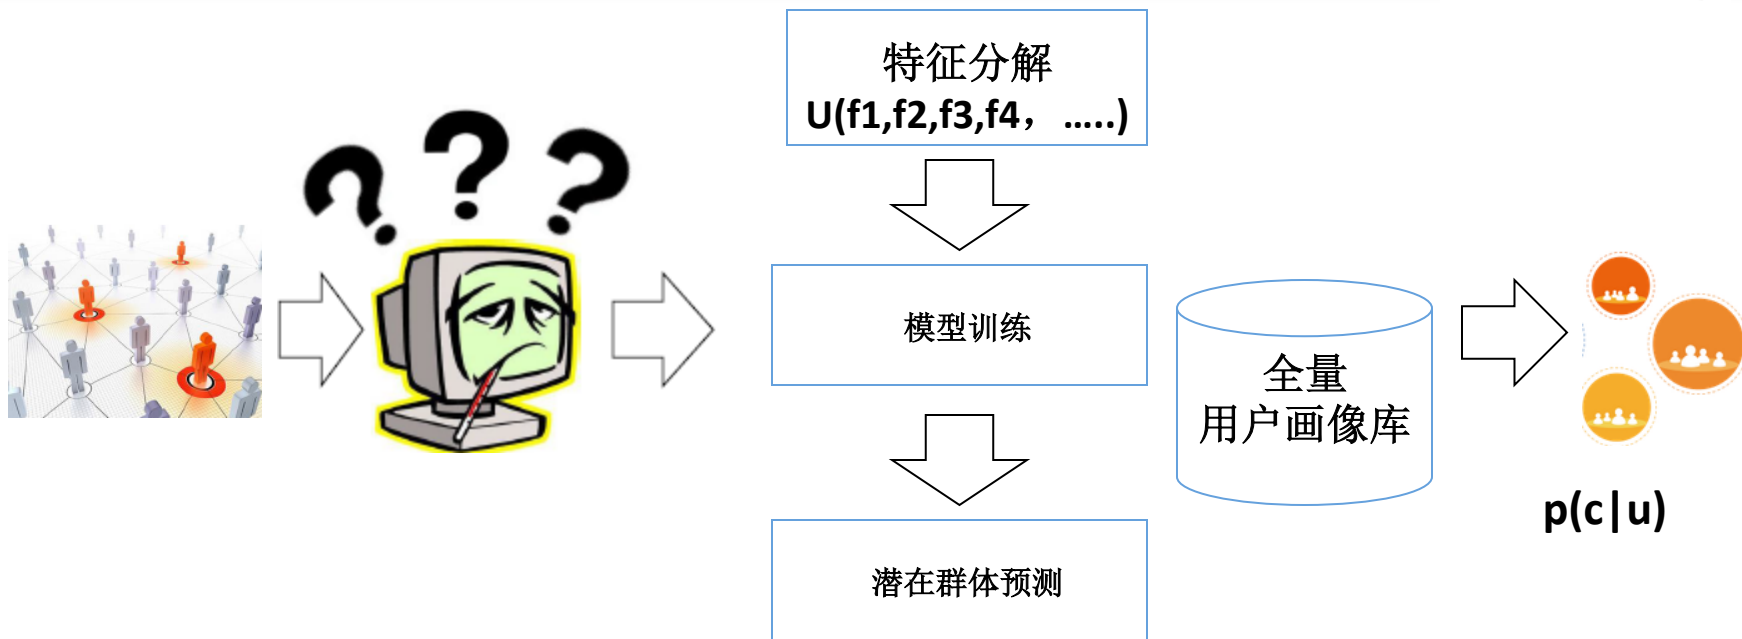 特征分解
U(f1,f2,f3,f4，…..)
模型训练
潜在群体预测
全量
用户画像库
p(c|u)
???